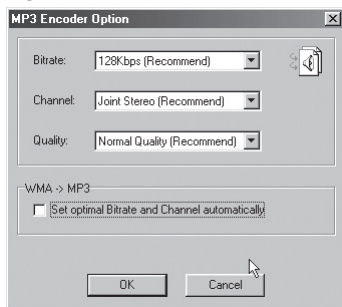 MP3 Encoder Option
Bitrate: 128Kbps (Recommend)
Channel: Joint Stereo (Recommend)
Quality: Normal Quality (Recommend)
WMA -> MP3
Set optimal Bitrate and Channel automatically
OK Cancel